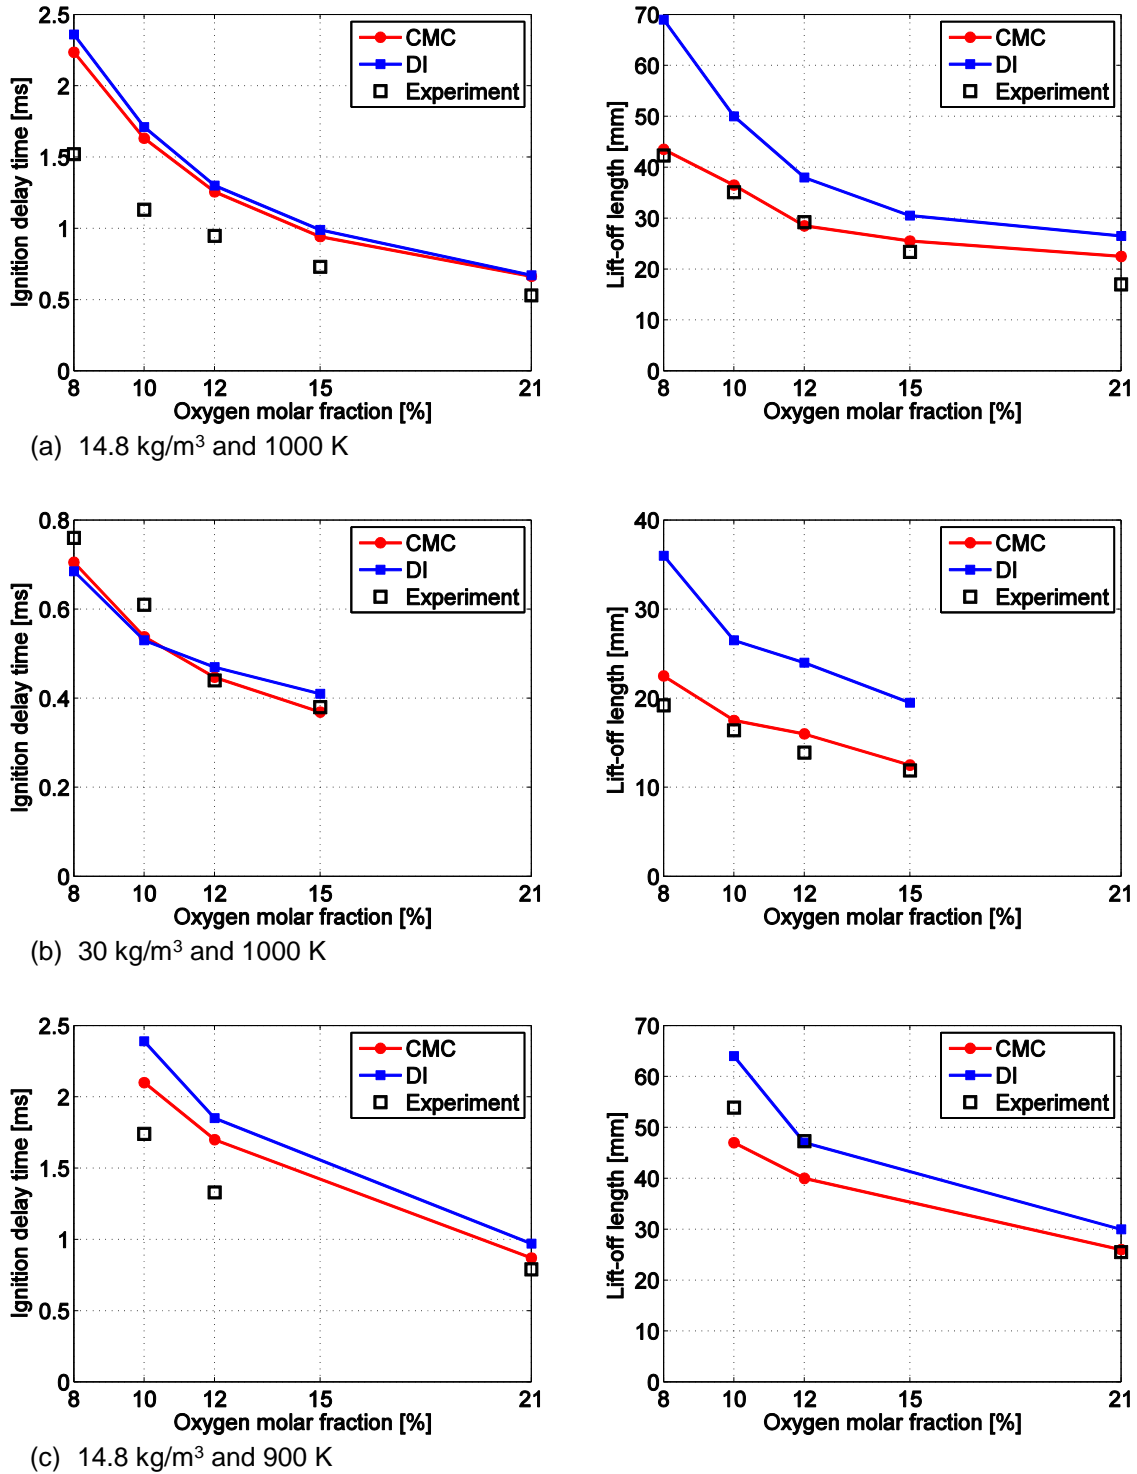 2.5
2
1.5
1
0.5
0
Ignition delay time [ms]
8 10 12 15 21
Oxygen molar fraction [%]
CMC
DI
Experiment
70
60
50
40
30
20
10
0
Lift-off length [mm]
8 10 12 15 21
Oxygen molar fraction [%]
CMC
DI
Experiment
(a) 14.8 kg/m³ and 1000 K
0.8
0.6
0.4
0.2
0
Ignition delay time [ms]
8 10 12 15 21
Oxygen molar fraction [%]
CMC
DI
Experiment
40
30
20
10
0
Lift-off length [mm]
8 10 12 15 21
Oxygen molar fraction [%]
CMC
DI
Experiment
(b) 30 kg/m³ and 1000 K
2.5
2
1.5
1
0.5
0
Ignition delay time [ms]
8 10 12 15 21
Oxygen molar fraction [%]
CMC
DI
Experiment
70
60
50
40
30
20
10
0
Lift-off length [mm]
8 10 12 15 21
Oxygen molar fraction [%]
CMC
DI
Experiment
(c) 14.8 kg/m³ and 900 K